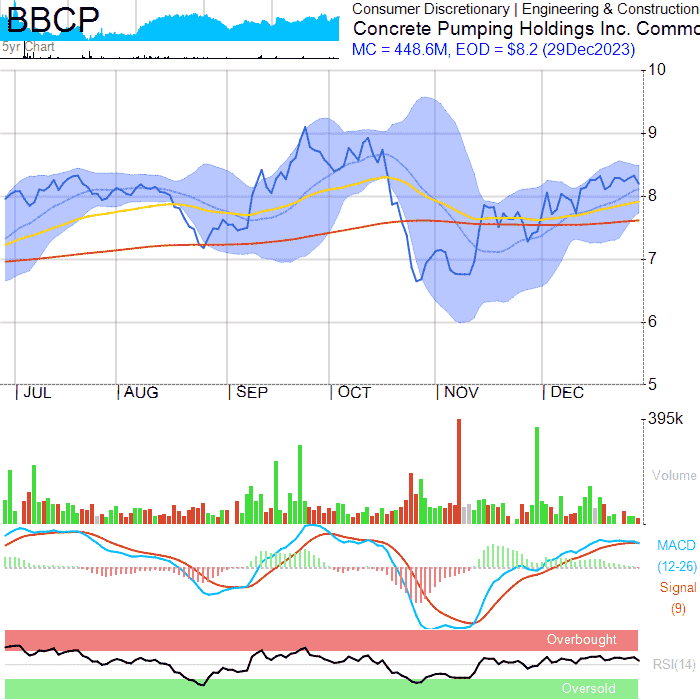 BBCP
5yr Chart
Consumer Discretionary | Engineering & Construction
Concrete Pumping Holdings Inc. Commo
MC = 448.6M, EOD = $8.2 (29Dec2023)
10
9
8
7
6
5
JUL AUG SEP OCT NOV DEC
395k
Volume
MACD
(12-26)
Signal
(9)
Overbought
RSI(14)
Oversold